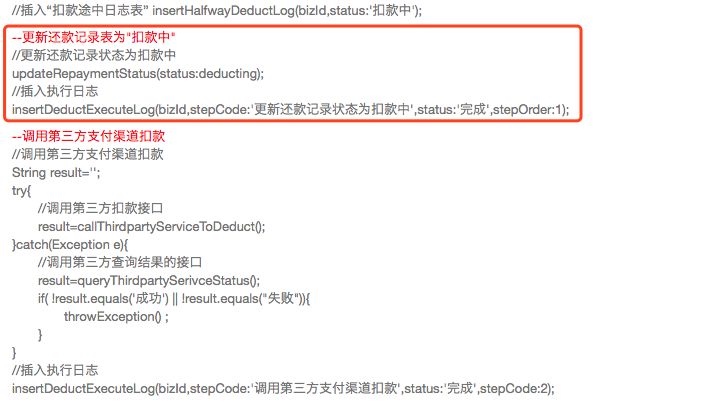 //插入“扣款途中日志表” insertHalfwayDeductLog(bizId,status:'扣款中');
--更新还款记录表为"扣款中"
//更新还款记录状态为扣款中
updateRepaymentStatus(status:deducting);
//插入执行日志
insertDeductExecuteLog(bizId,stepCode:'更新还款记录状态为扣款中',status:'完成',stepOrder:1);
--调用第三方支付渠道扣款
//调用第三方支付渠道扣款
String result='';
try{
//调用第三方扣款接口
result=callThirdpartyServiceToDeduct();
}catch(Exception e){
//调用第三方查询结果的接口
result=queryThirdpartySerivceStatus();
if( !result.equals('成功') || !result.equals("失败")){
throwException() ;
}
}
//插入执行日志
insertDeductExecuteLog(bizId,stepCode:'调用第三方支付渠道扣款',status:'完成',stepCode:2);